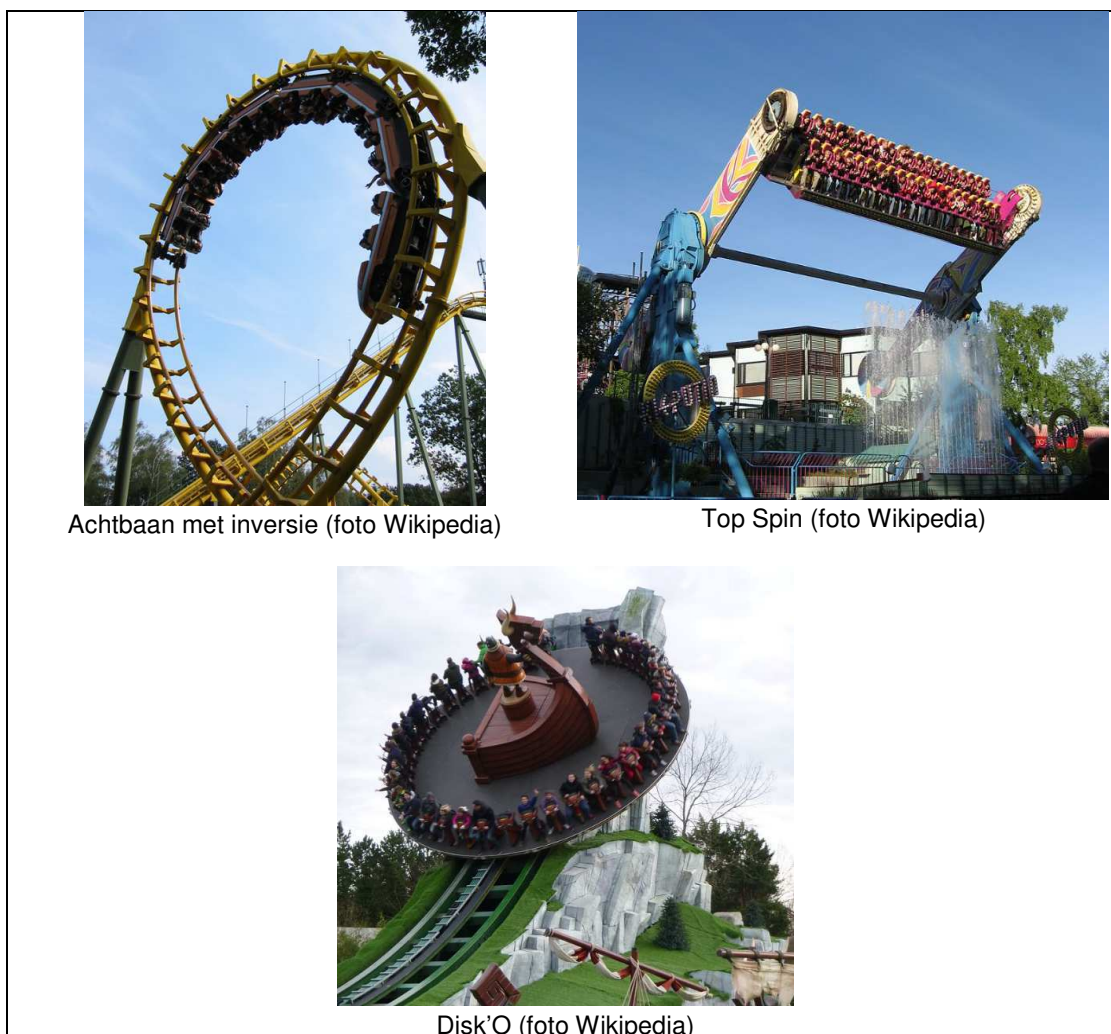 Achtbaan met inversie (foto Wikipedia)
Top Spin (foto Wikipedia)
Disk'O (foto Wikipedia)